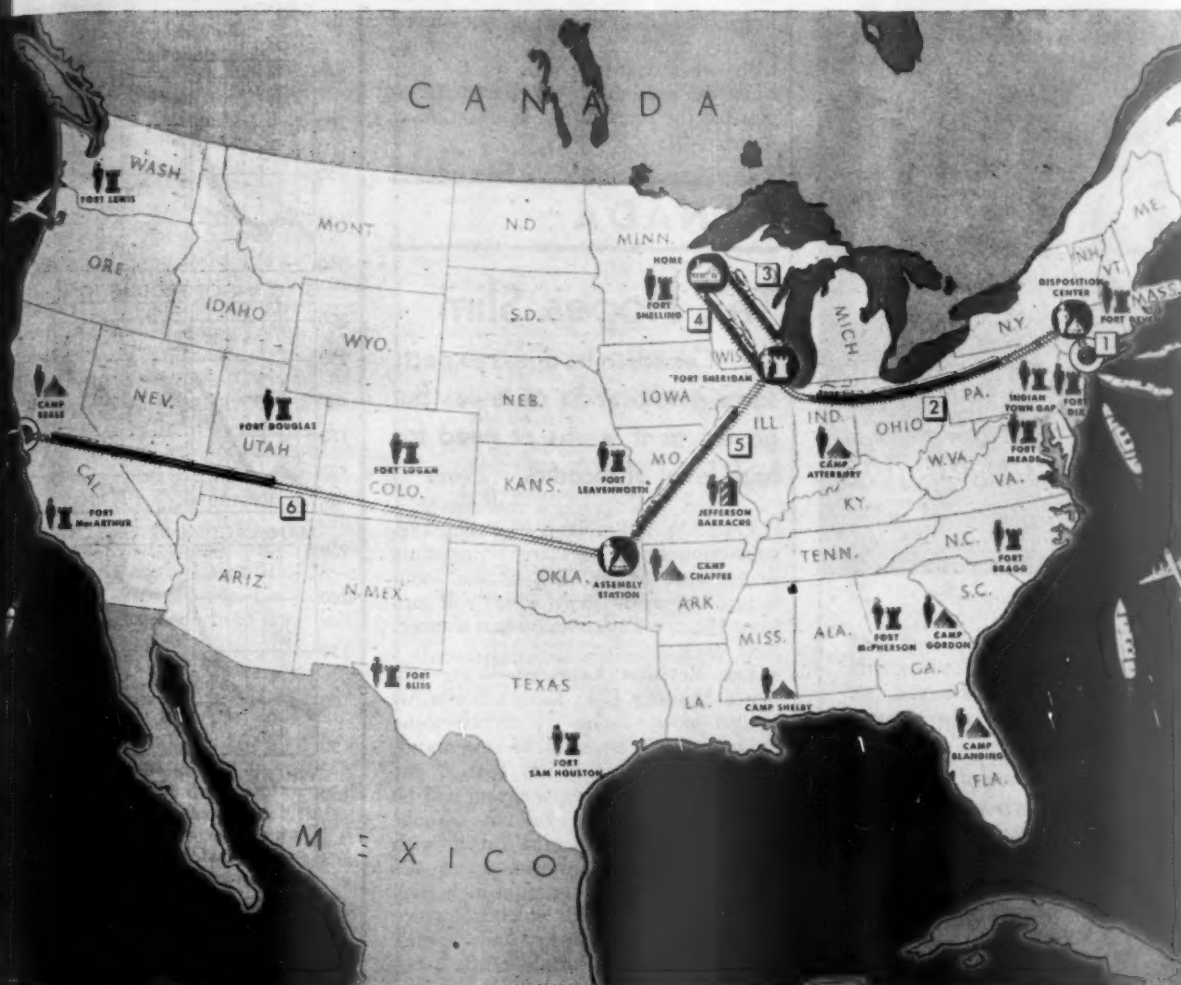 CANADA
WASH.
FORT LEWIS
MONT.
N.D.
MINN.
HOME
3
ME.
N.H.
VT.
DISPOSITION
CENTER
MASS.
FORT
ORE.
IDAHO
S.D.
FORT
SNELLING
4
MICH.
N.Y.
1
WYO.
WIS.
FORT SHERIDAN
CAMP
BEALE
NEV.
FORT DOUGLAS
UTAH
NEB.
IOWA
ILL.
IND.
OHIO
2
PA.
INDIAN
TOWN GAP
FORT
DIX
FORT LOGAN
COLO.
KANS.
FORT
LEAVENWORTH
MO.
5
CAMP
ATTERBURY
W.VA.
FORT
MEADE
VA.
CAL.
FORT
MacARTHUR
6
JEFFERSON
BARRACKS
KY.
ARIZ.
N.MEX.
OKLA.
ASSEMBLY
STATION
CAMP
CHAFFEE
ARK.
TENN.
N.C.
FORT
BRAGG
S.C.
MISS.
ALA.
FORT
McPHERSON
CAMP
GORDON
GA.
FORT
BLISS
TEXAS
LA.
CAMP SHELBY
FORT
SAM HOUSTON
CAMP
BLANDING
FLA.
MEXICO